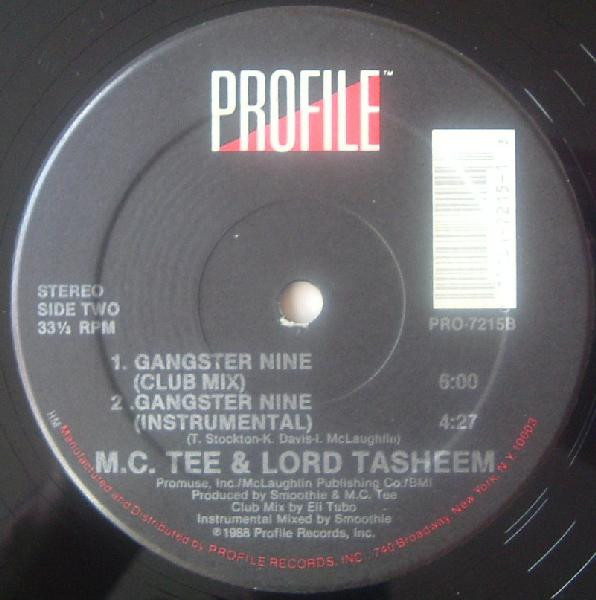 PROFILE™
STEREO
SIDE TWO
33⅓ RPM
PRO-7215B
1. GANGSTER NINE
(CLUB MIX) 6:00
2 .GANGSTER NINE
(INSTRUMENTAL) 4:27
(T. Stockton-K. Davis-I. McLaughlin)
M.C. TEE & LORD TASHEEM
Promuse, Inc./McLaughlin Publishing Co./BMI
Produced by Smoothie & M.C. Tee
Club Mix by Eli Tubo
Instrumental Mixed by Smoothie
℗1988 Profile Records, Inc.
HM
Manufactured and Distributed by PROFILE RECORDS, INC. 740 Broadway, New York, N.Y. 10003